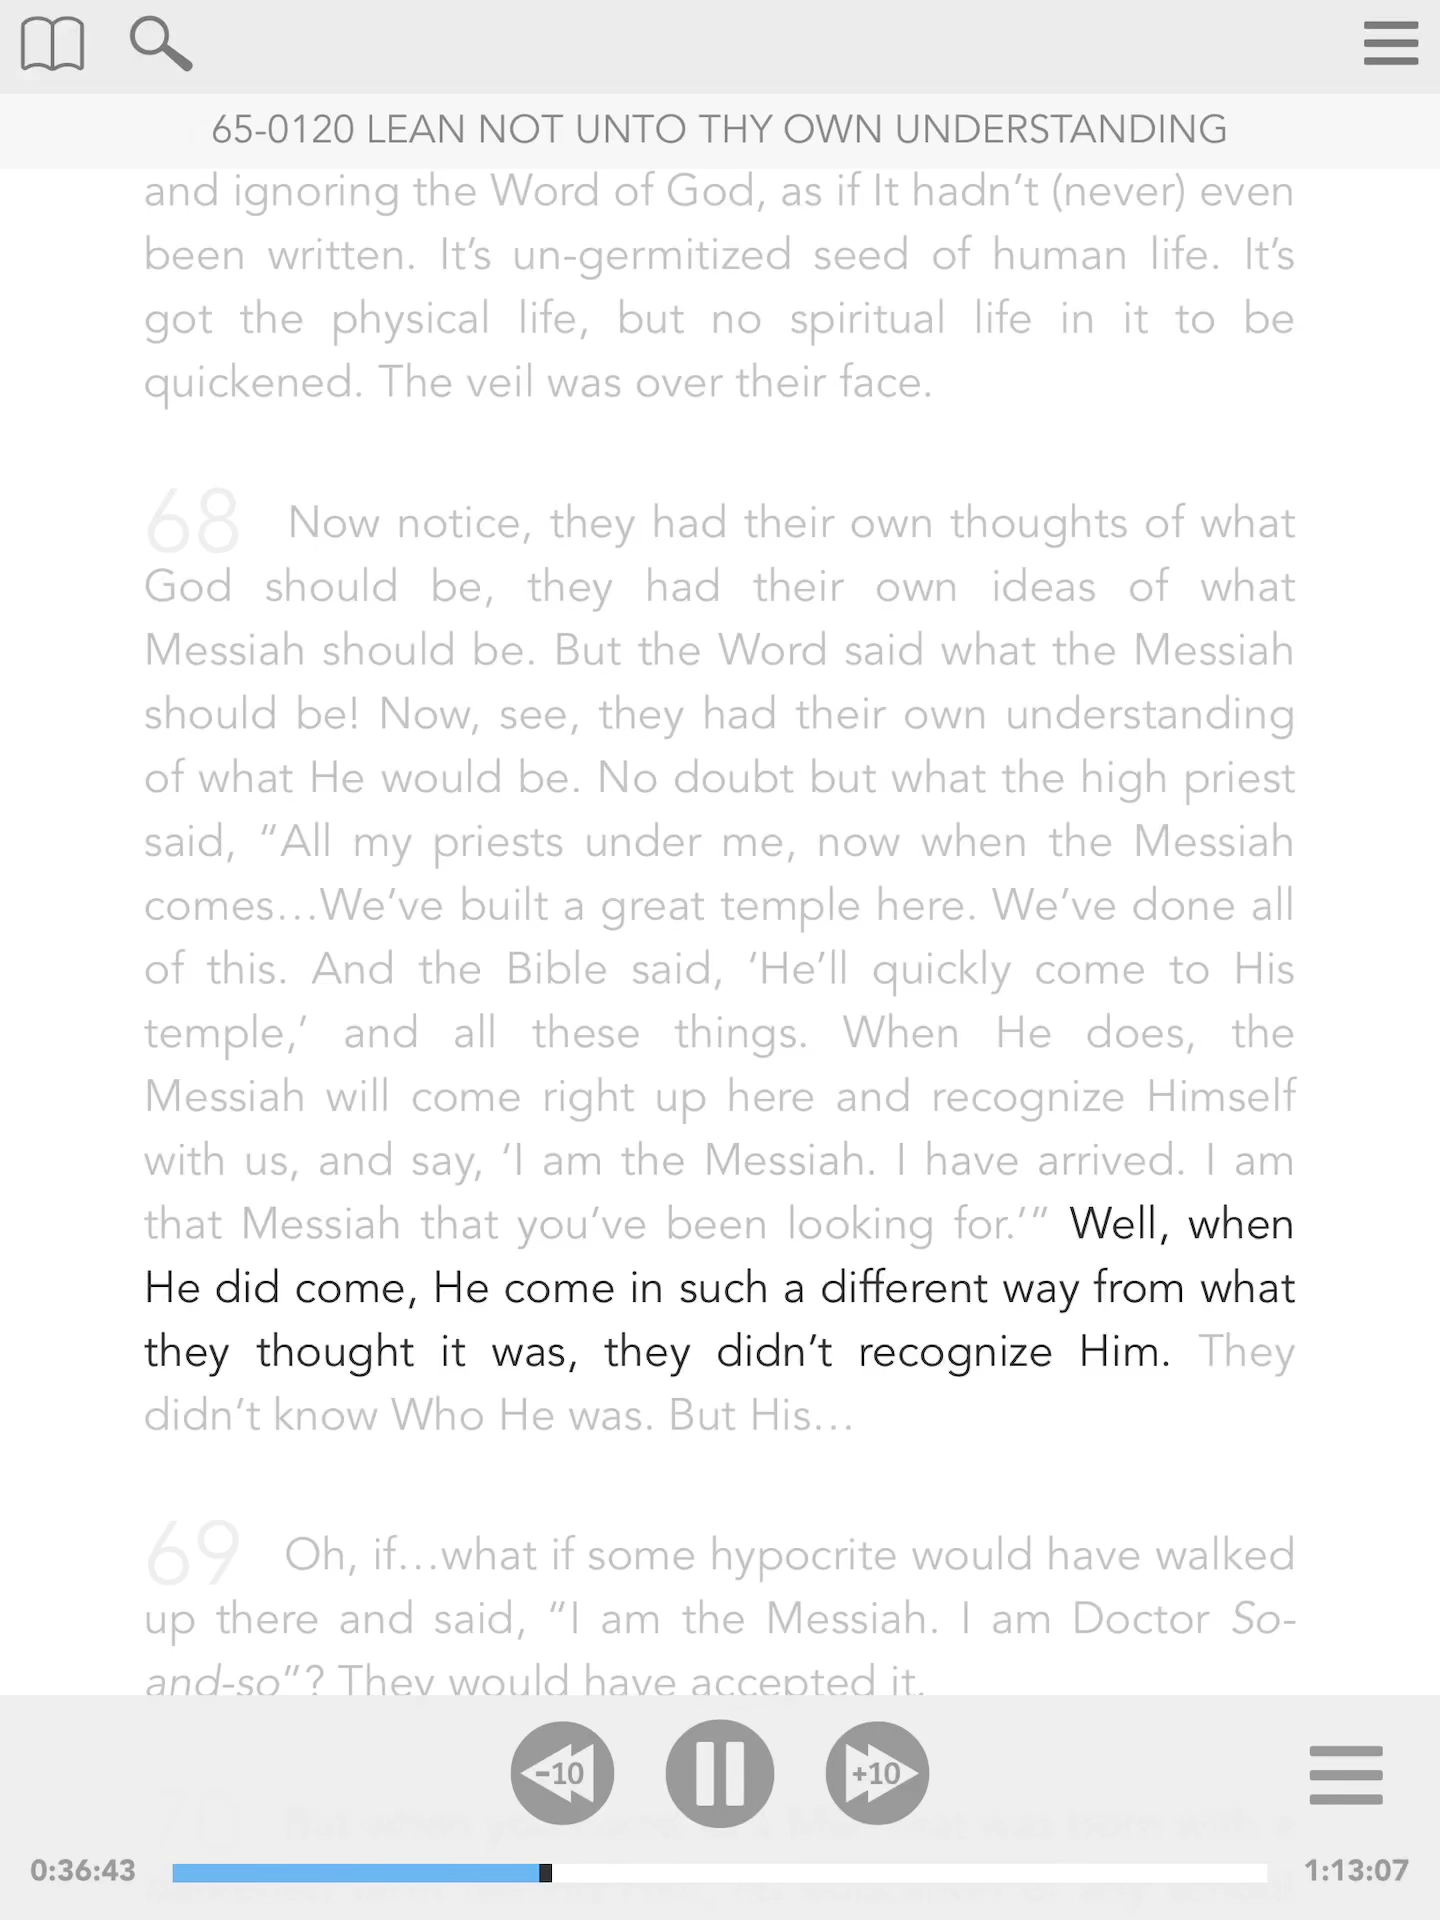 65-0120 LEAN NOT UNTO THY OWN UNDERSTANDING
and ignoring the Word of God, as if It hadn’t (never) even
been written. It’s un-germitized seed of human life. It’s
got the physical life, but no spiritual life in it to be
quickened. The veil was over their face.
68 Now notice, they had their own thoughts of what
God should be, they had their own ideas of what
Messiah should be. But the Word said what the Messiah
should be! Now, see, they had their own understanding
of what He would be. No doubt but what the high priest
said, “All my priests under me, now when the Messiah
comes…We’ve built a great temple here. We’ve done all
of this. And the Bible said, ‘He’ll quickly come to His
temple,’ and all these things. When He does, the
Messiah will come right up here and recognize Himself
with us, and say, ‘I am the Messiah. I have arrived. I am
that Messiah that you’ve been looking for.’” Well, when
He did come, He come in such a different way from what
they thought it was, they didn’t recognize Him. They
didn’t know Who He was. But His…
69 Oh, if…what if some hypocrite would have walked
up there and said, “I am the Messiah. I am Doctor So-
and-so”? They would have accepted it.
-10
+10
0:36:43
1:13:07